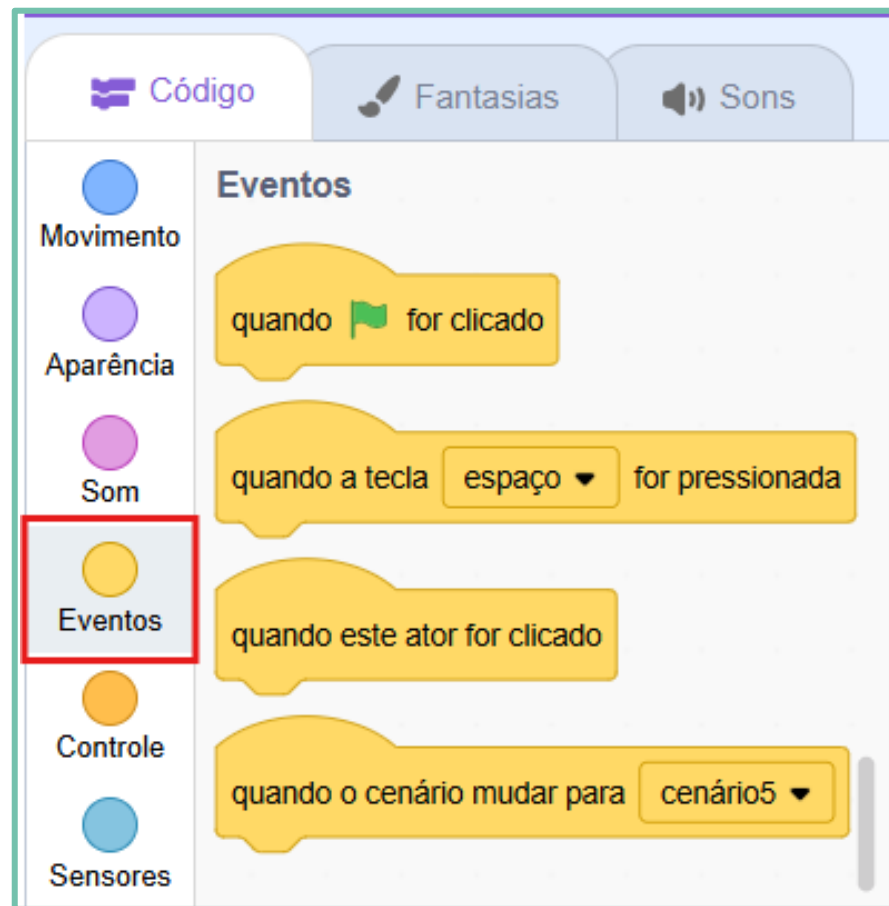 Código
Fantasias
Sons
Movimento
Aparência
Som
Eventos
Controle
Sensores
Eventos
quando for clicado
quando a tecla espaço for pressionada
quando este ator for clicado
quando o cenário mudar para cenário5